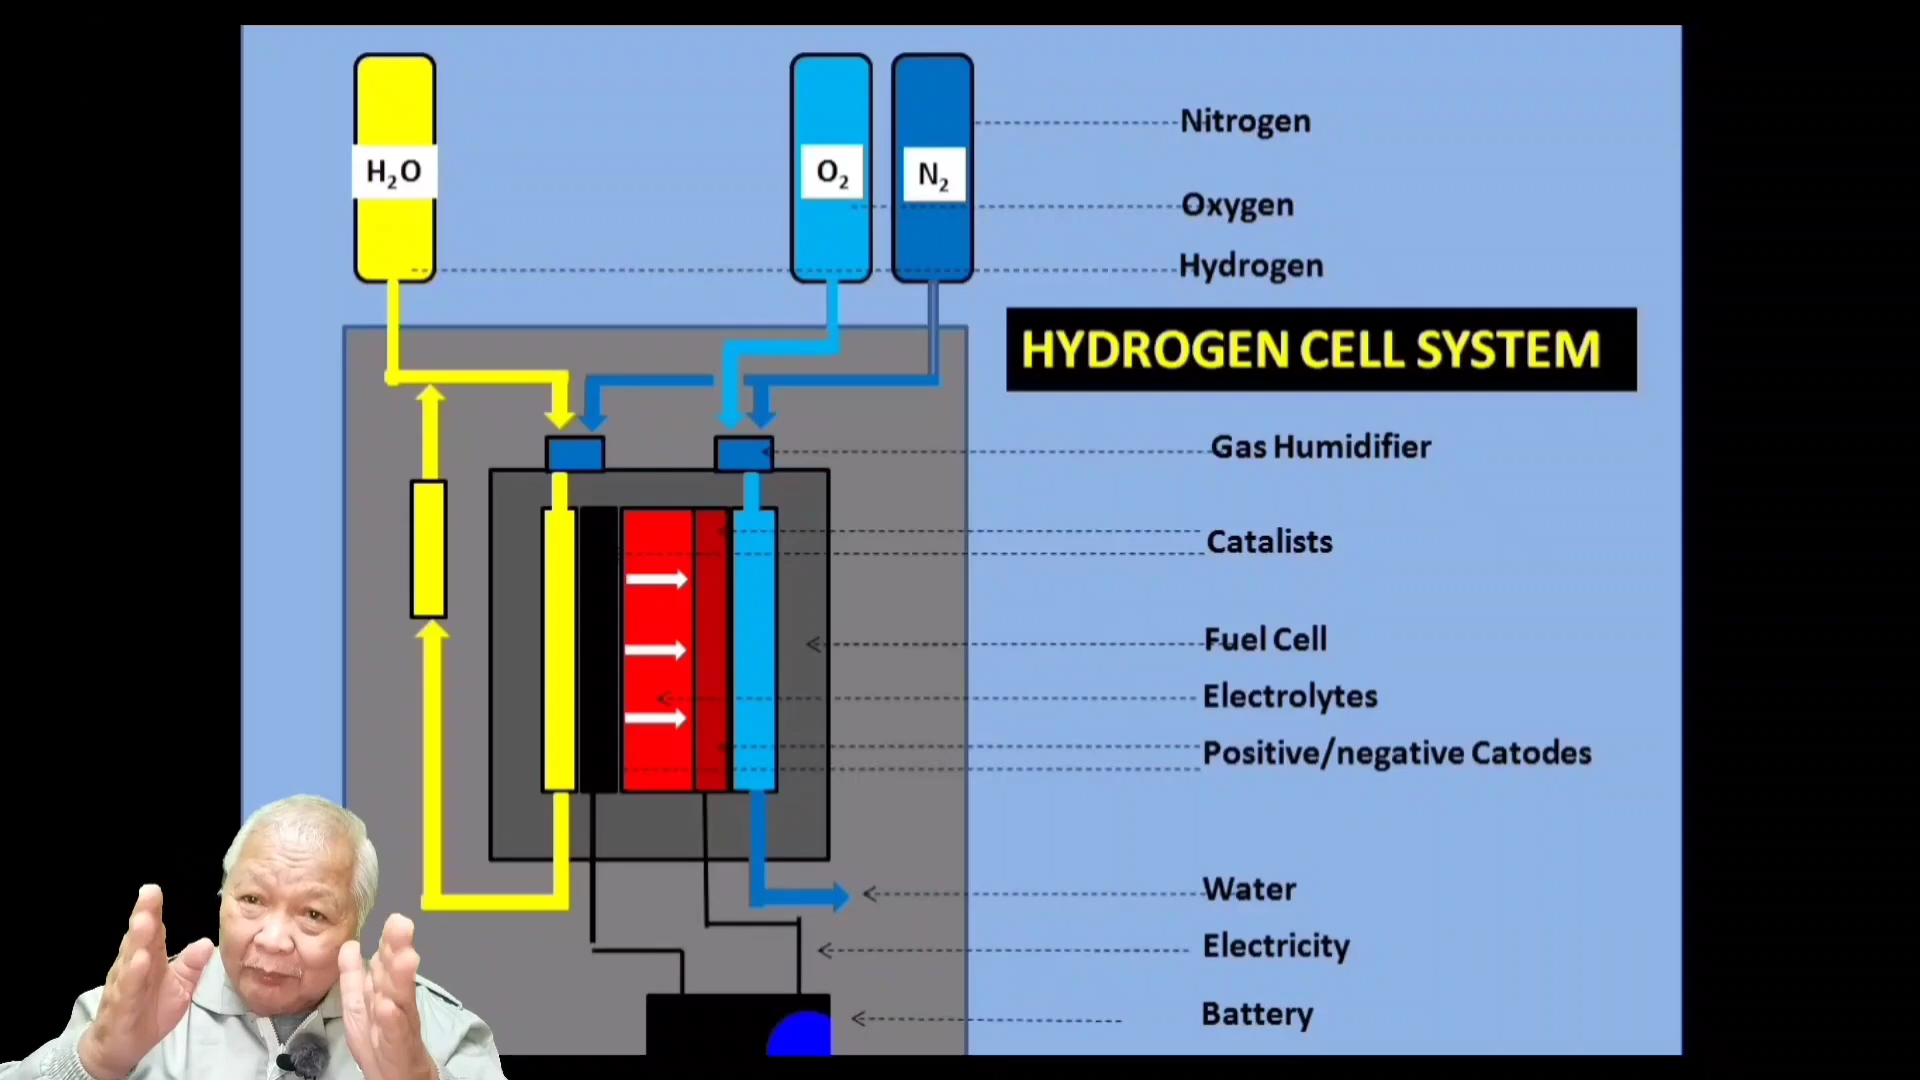 H₂O
O₂
N₂
Nitrogen
Oxygen
Hydrogen
HYDROGEN CELL SYSTEM
Gas Humidifier
Catalists
Fuel Cell
Electrolytes
Positive/negative Catodes
Water
Electricity
Battery